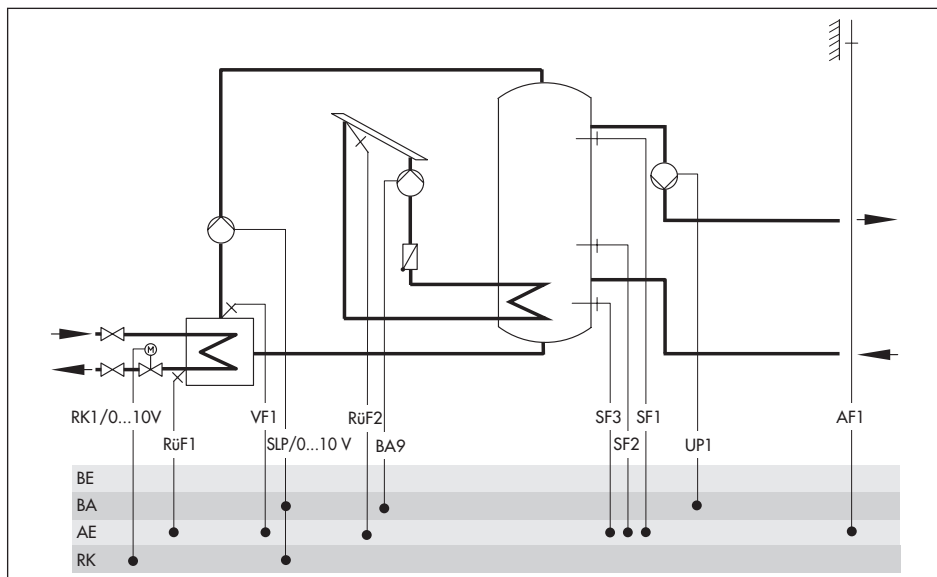 M
RK1/0...10V
VF1
RüF2
SF3
SF1
AF1
RüF1
SLP/0...10 V
BA9
SF2
UP1
BE
BA
AE
RK